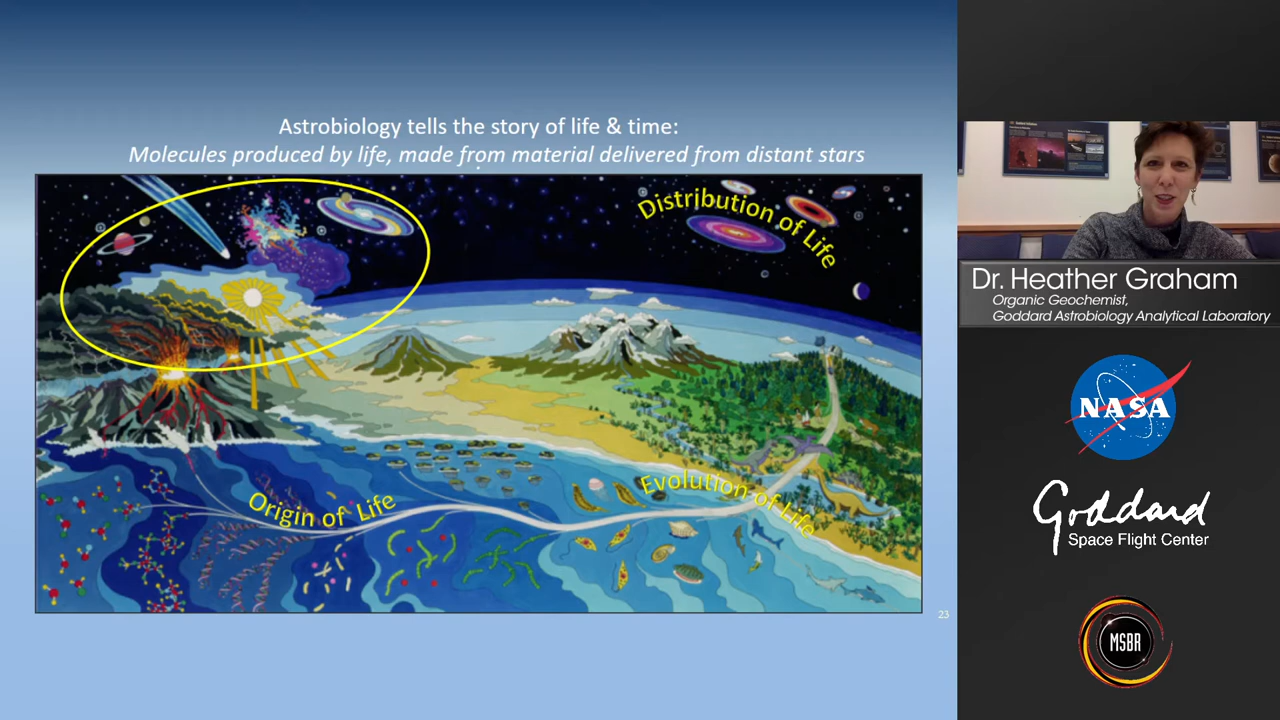 Astrobiology tells the story of life & time:
Molecules produced by life, made from material delivered from distant stars
Distribution of Life
Origin of Life
Evolution of Life
23
Dr. Heather Graham
Organic Geochemist,
Goddard Astrobiology Analytical Laboratory
NASA
Goddard
Space Flight Center
MSBR